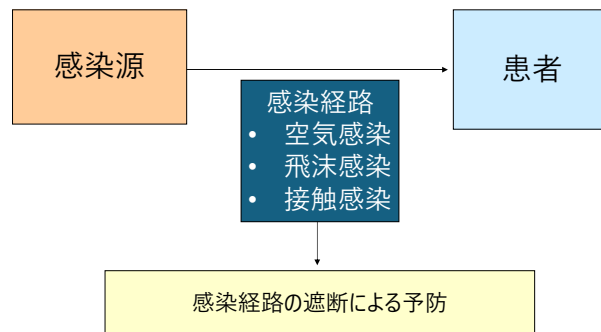 感染源
患者
感染経路
• 空気感染
• 飛沫感染
• 接触感染
感染経路の遮断による予防